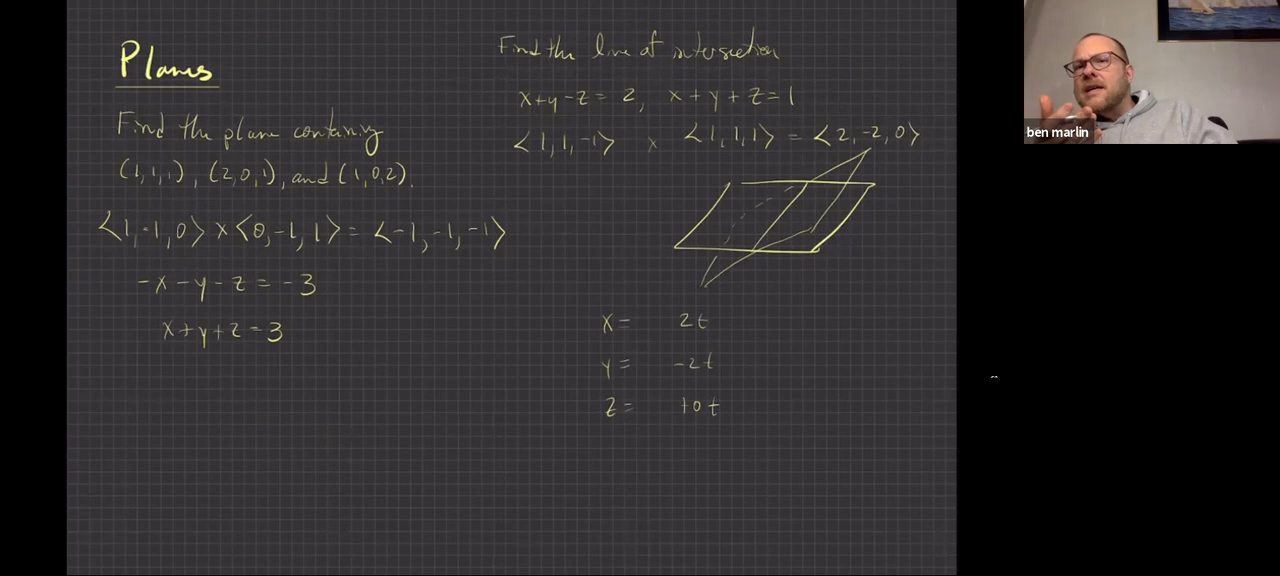 Planes
Find the plane containing
(1,1,1), (2,0,1), and (1,0,2).
<1,-1,0> x <0,-1,1> = <-1,-1,-1>
-x-y-z = -3
x+y+z = 3
Find the line of intersection
x+y-z = 2, x+y+z = 1
<1,1,-1> x <1,1,1> = <2,-2,0>
x = 2t
y = -2t
z = +0t
ben marlin